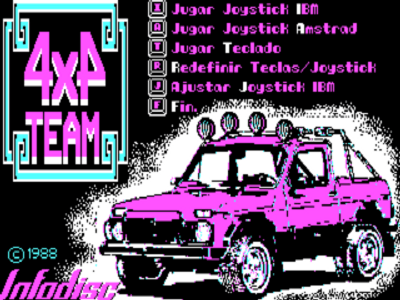 I Jugar Joystick IBM
A Jugar Joystick Amstrad
T Jugar Teclado
R Redefinir Teclas/Joystick
J Ajustar Joystick IBM
F Fin.
4x4
TEAM
© 1988
Infodisc